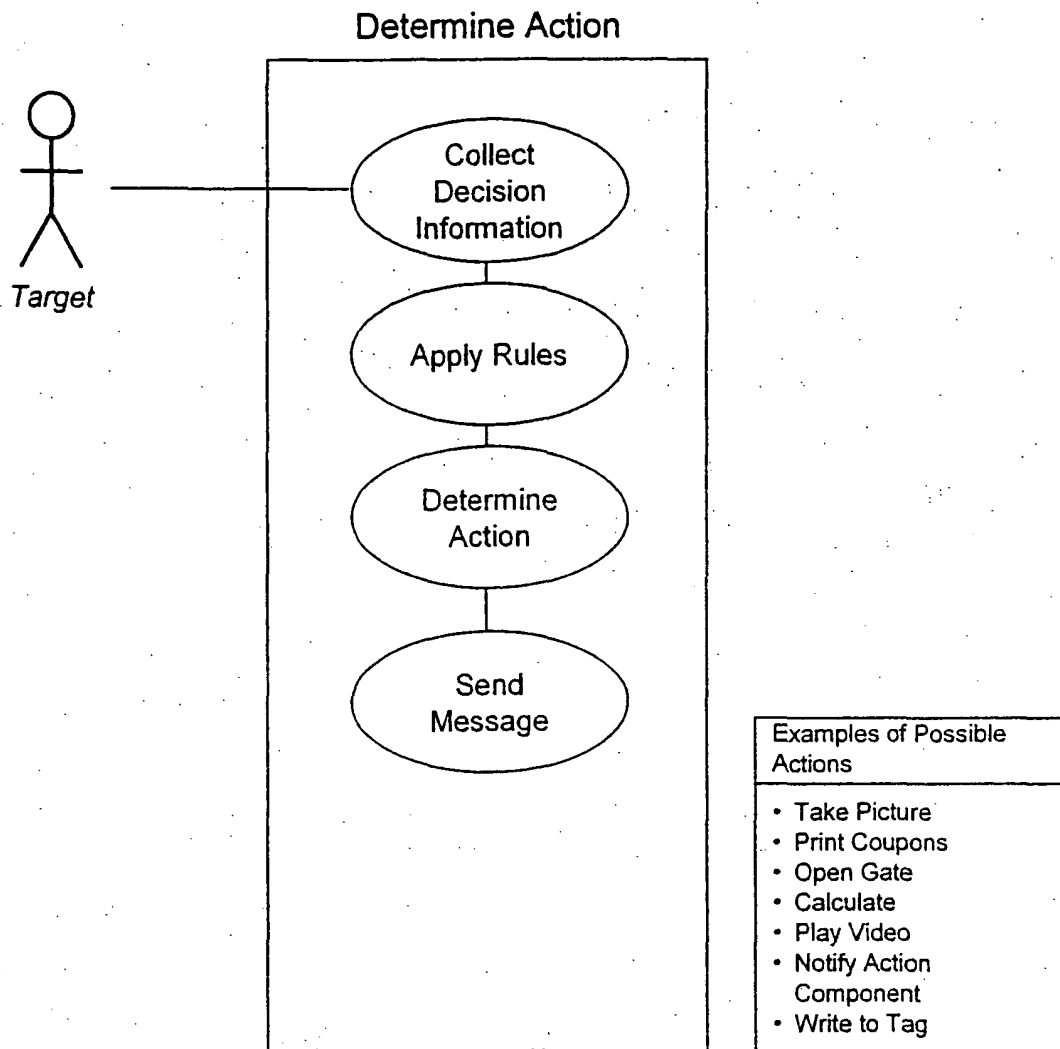 Determine Action
Target
Collect
Decision
Information
Apply Rules
Determine
Action
Send
Message
Examples of Possible
Actions
• Take Picture
• Print Coupons
• Open Gate
• Calculate
• Play Video
• Notify Action
Component
• Write to Tag